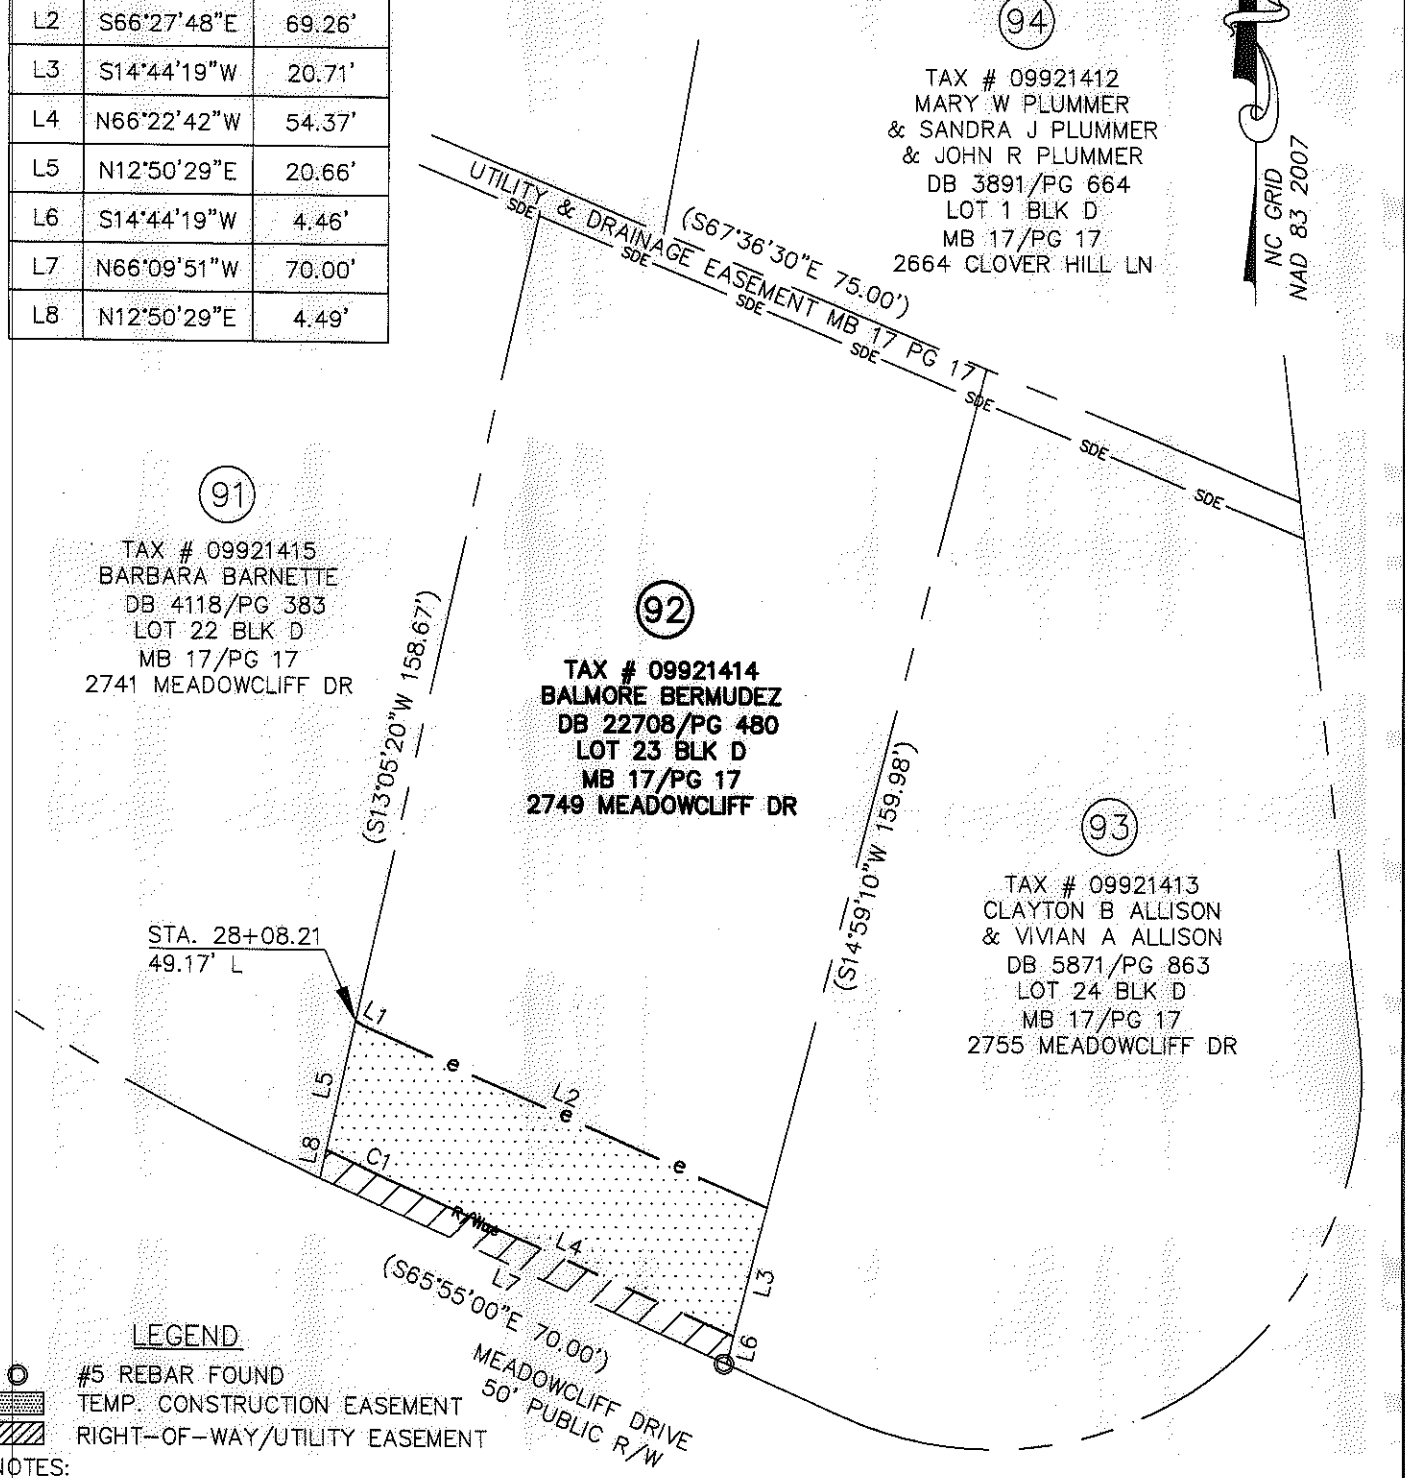 L2 S66°27'48"E 69.26'
L3 S14°44'19"W 20.71'
L4 N66°22'42"W 54.37'
L5 N12°50'29"E 20.66'
L6 S14°44'19"W 4.46'
L7 N66°09'51"W 70.00'
L8 N12°50'29"E 4.49'
94
TAX # 09921412
MARY W PLUMMER
& SANDRA J PLUMMER
& JOHN R PLUMMER
DB 3891/PG 664
LOT 1 BLK D
MB 17/PG 17
2664 CLOVER HILL LN
NC GRID
NAD 83 2007
UTILITY & DRAINAGE EASEMENT MB 17 PG 17
(S67°36'30"E 75.00')
SDE
SDE
SDE
SDE
SDE
SDE
SDE
91
TAX # 09921415
BARBARA BARNETTE
DB 4118/PG 383
LOT 22 BLK D
MB 17/PG 17
2741 MEADOWCLIFF DR
(S13°05'20"W 158.67')
92
TAX # 09921414
BALMORE BERMUDEZ
DB 22708/PG 480
LOT 23 BLK D
MB 17/PG 17
2749 MEADOWCLIFF DR
(S14°59'10"W 159.98')
93
TAX # 09921413
CLAYTON B ALLISON
& VIVIAN A ALLISON
DB 5871/PG 863
LOT 24 BLK D
MB 17/PG 17
2755 MEADOWCLIFF DR
STA. 28+08.21
49.17' L
L1
e
L2
e
e
L5
L8
C1
L4
L7
L3
L6
(S65°55'00"E 70.00')
MEADOWCLIFF DRIVE
50' PUBLIC R/W
LEGEND
#5 REBAR FOUND
TEMP. CONSTRUCTION EASEMENT
RIGHT-OF-WAY/UTILITY EASEMENT
NOTES: